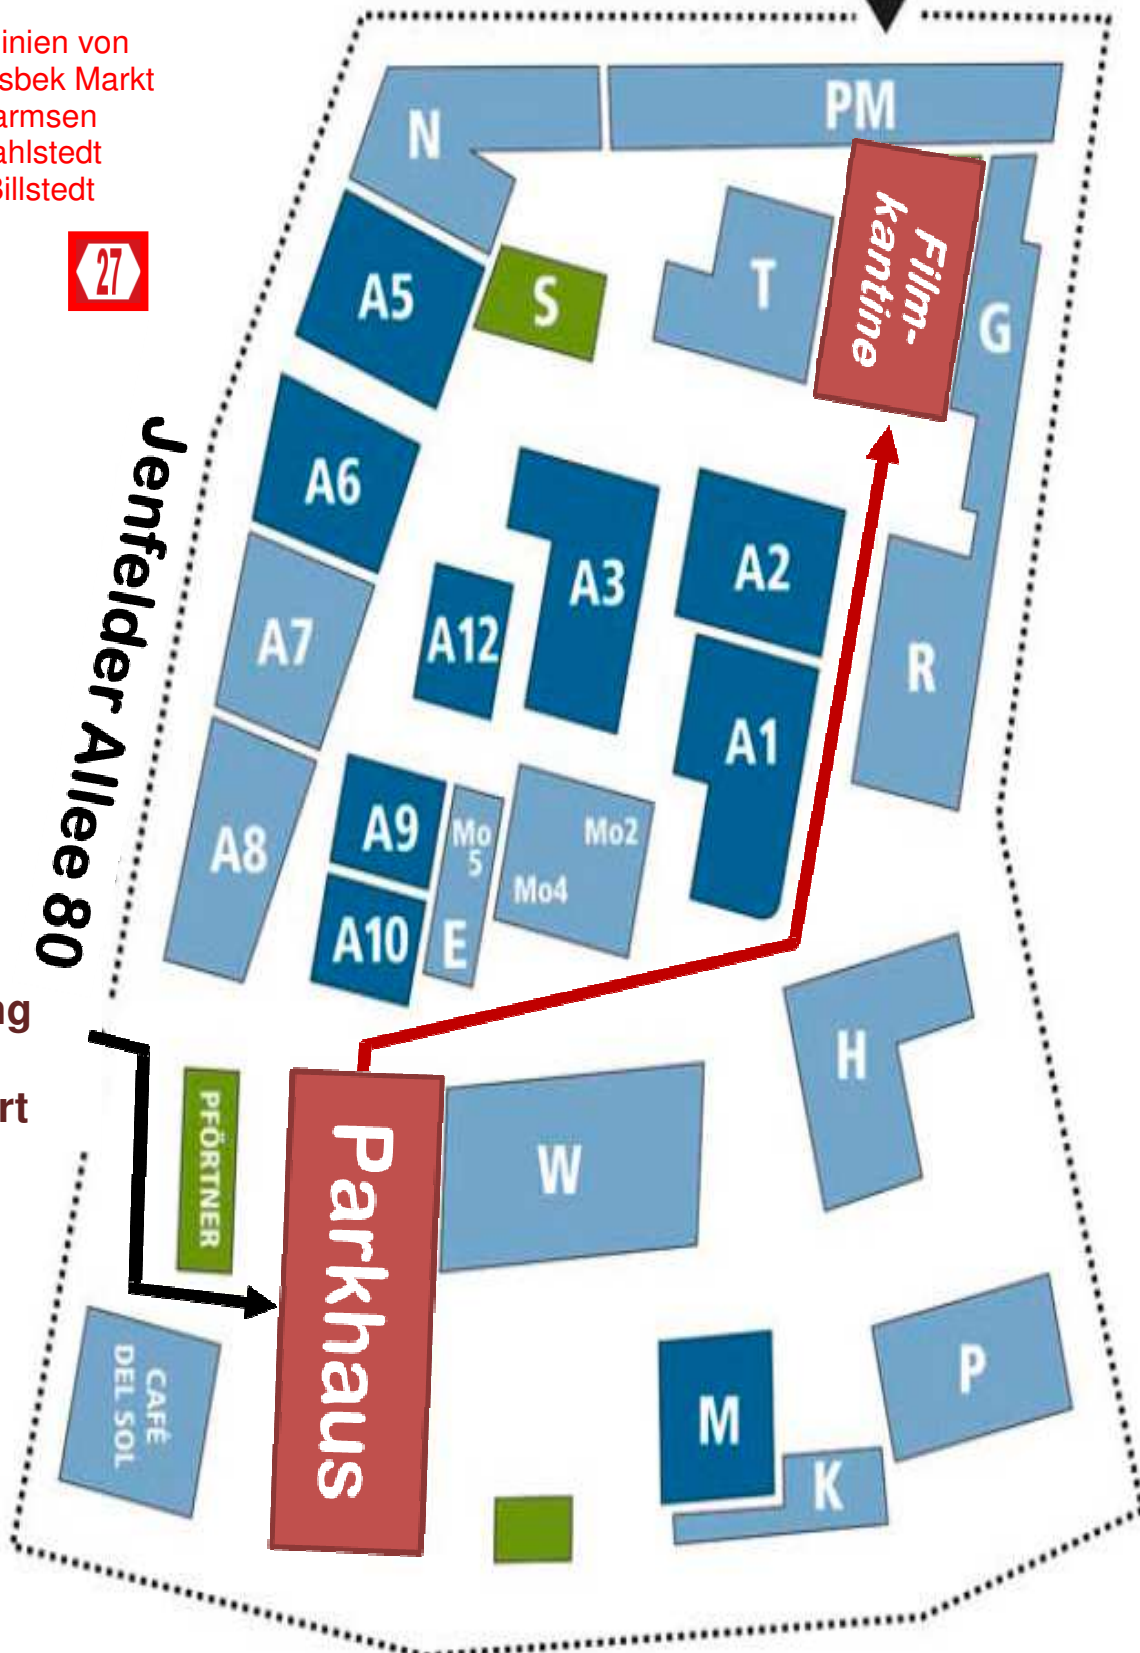 inien von
sbek Markt
armsen
ahlstedt
Billstedt
27
N
PM
Film-
kantine
T
G
S
A5
A6
A3
A2
A12
A7
R
A1
Jenfelder Allee 80
A8
A9
Mo
5
Mo2
Mo4
A10
E
ng
rt
H
PFÖRTNER
W
Parkhaus
CAFÉ
DEL SOL
M
P
K